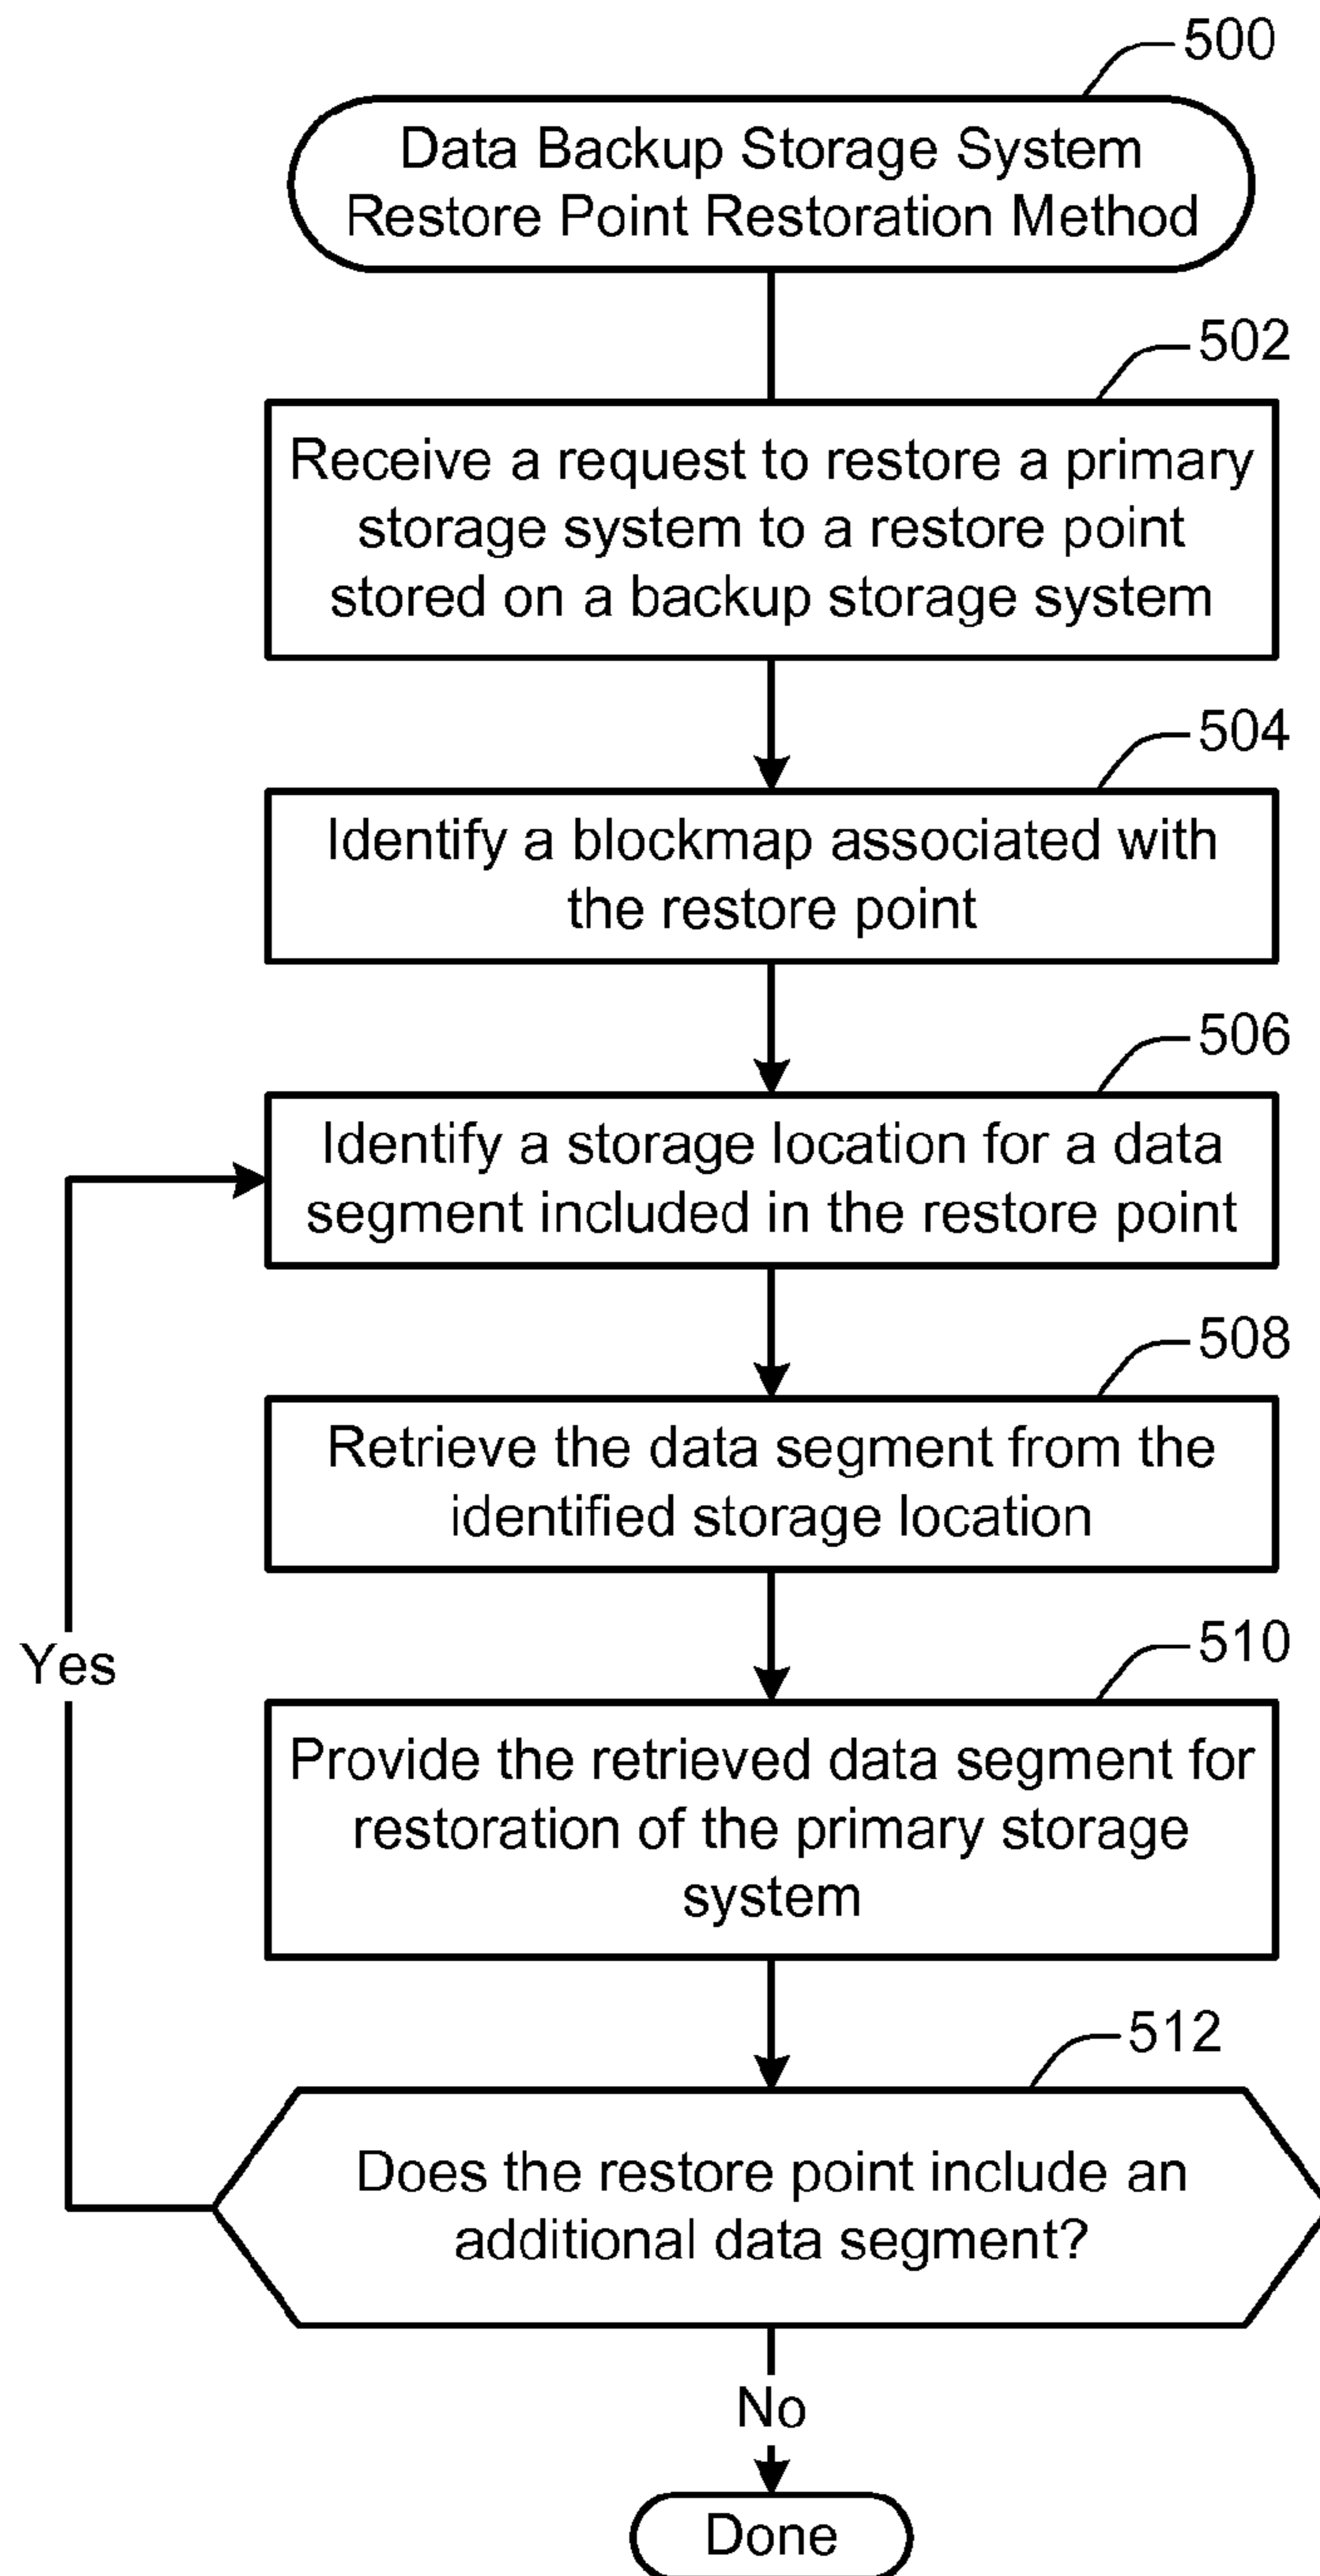 500
Data Backup Storage System
Restore Point Restoration Method
502
Receive a request to restore a primary
storage system to a restore point
stored on a backup storage system
504
Identify a blockmap associated with
the restore point
506
Identify a storage location for a data
segment included in the restore point
508
Retrieve the data segment from the
identified storage location
Yes
510
Provide the retrieved data segment for
restoration of the primary storage
system
512
Does the restore point include an
additional data segment?
No
Done